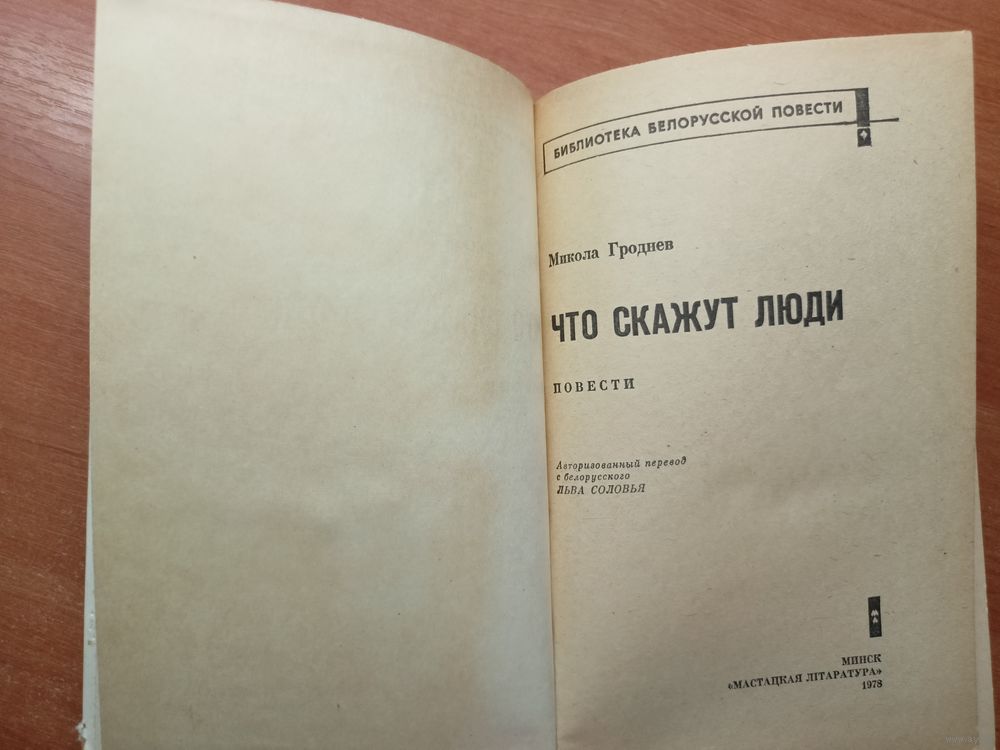 БИБЛИОТЕКА БЕЛОРУССКОЙ ПОВЕСТИ
Микола Гроднев
ЧТО СКАЖУТ ЛЮДИ
ПОВЕСТИ
Авторизованный перевод
с белорусского
ЛЬВА СОЛОВЬЯ
МИНСК
«МАСТАЦКАЯ ЛІТАРАТУРА»
1978